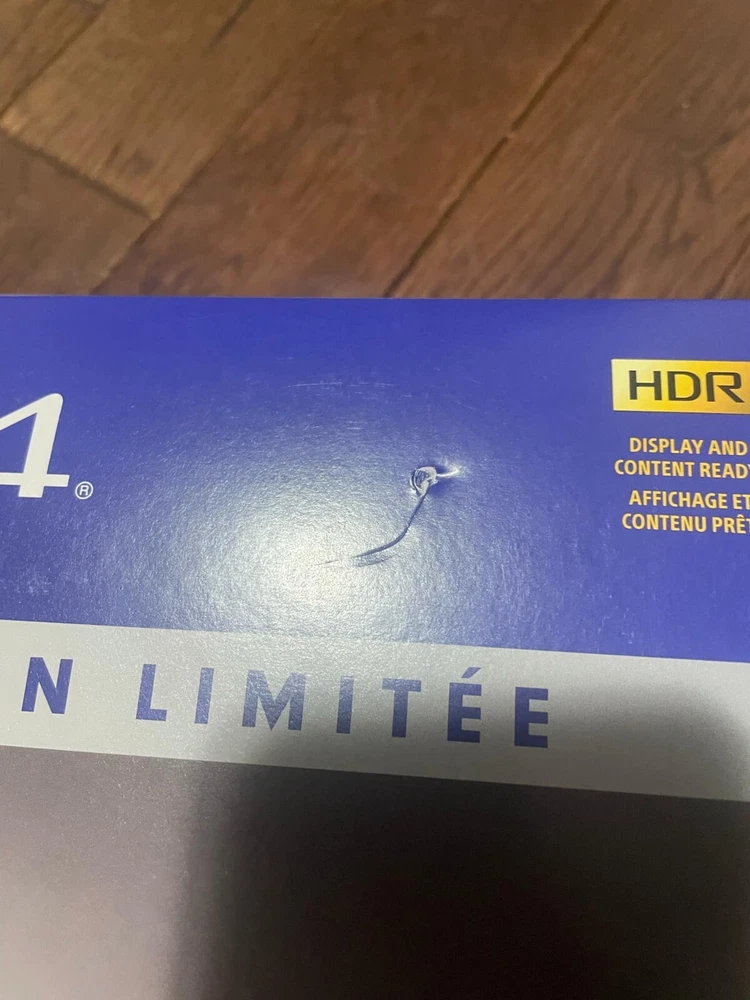 4®
HDR
DISPLAY AND
CONTENT READY
AFFICHAGE ET
CONTENU PRÊT
N LIMITÉE